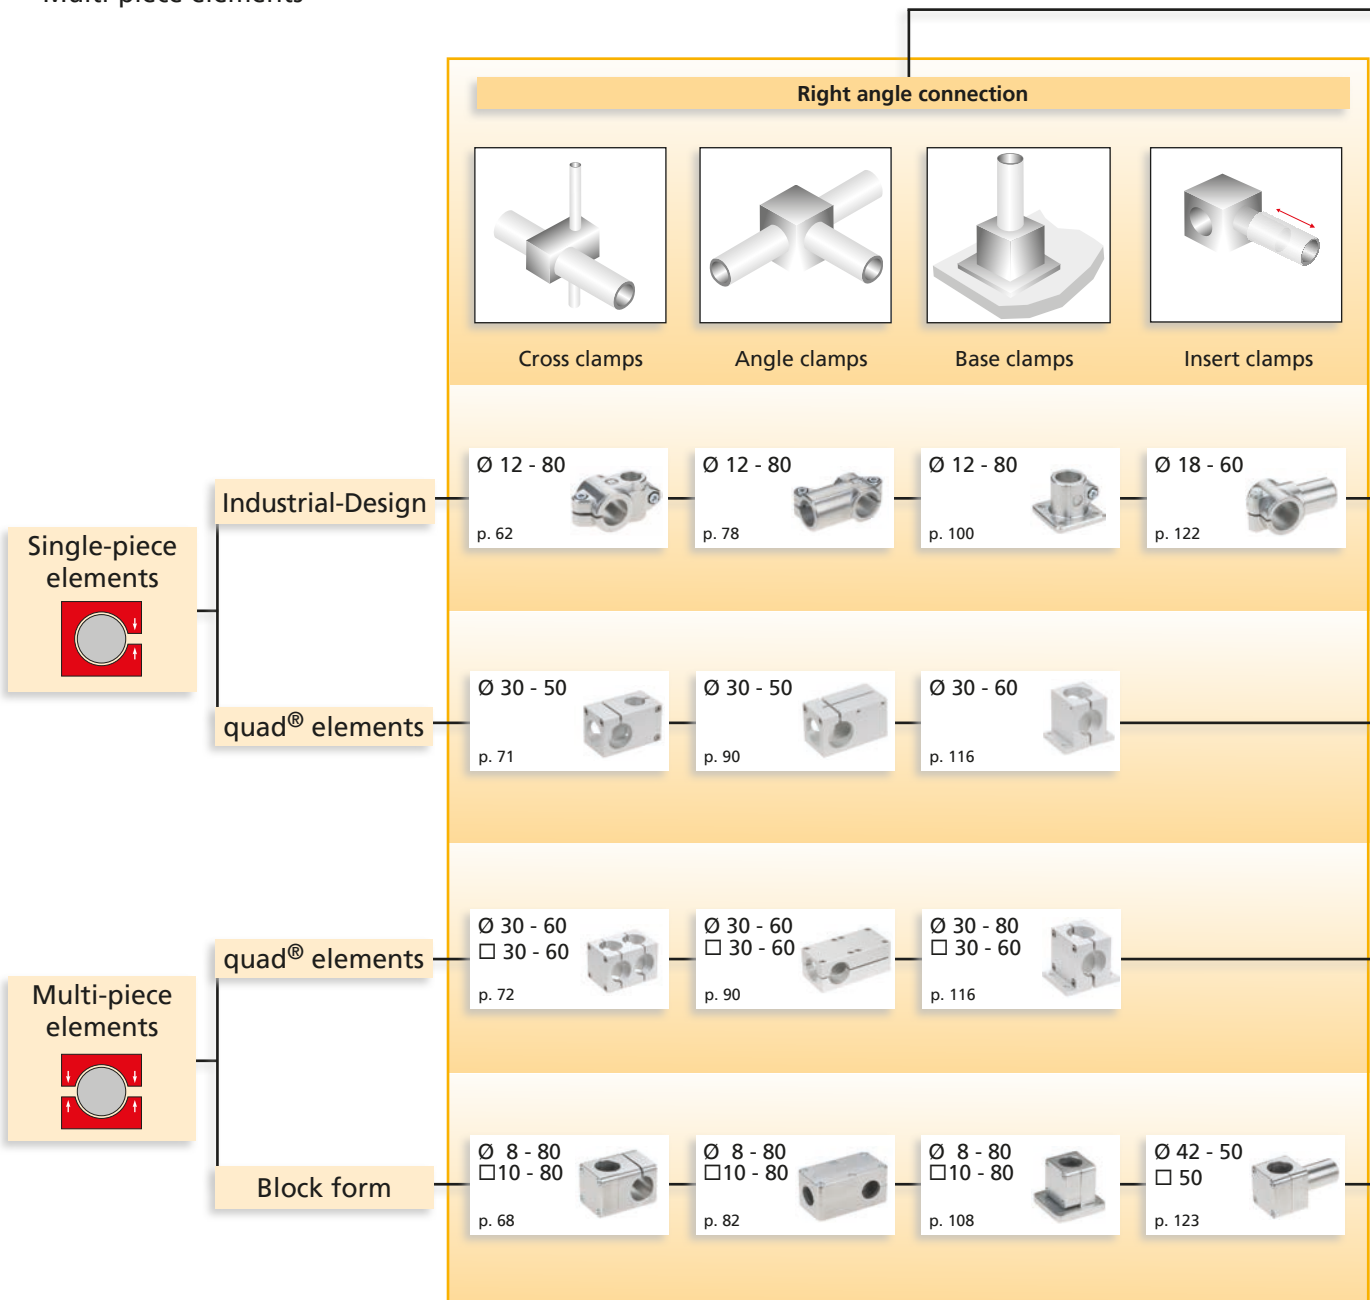 Multi-piece elements
Right angle connection
Cross clamps
Angle clamps
Base clamps
Insert clamps
Single-piece
elements
Industrial-Design
Ø 12 - 80
p. 62
Ø 12 - 80
p. 78
Ø 12 - 80
p. 100
Ø 18 - 60
p. 122
quad® elements
Ø 30 - 50
p. 71
Ø 30 - 50
p. 90
Ø 30 - 60
p. 116
Multi-piece
elements
quad® elements
Ø 30 - 60
□ 30 - 60
p. 72
Ø 30 - 60
□ 30 - 60
p. 90
Ø 30 - 80
□ 30 - 60
p. 116
Block form
Ø 8 - 80
□10 - 80
p. 68
Ø 8 - 80
□10 - 80
p. 82
Ø 8 - 80
□10 - 80
p. 108
Ø 42 - 50
□ 50
p. 123